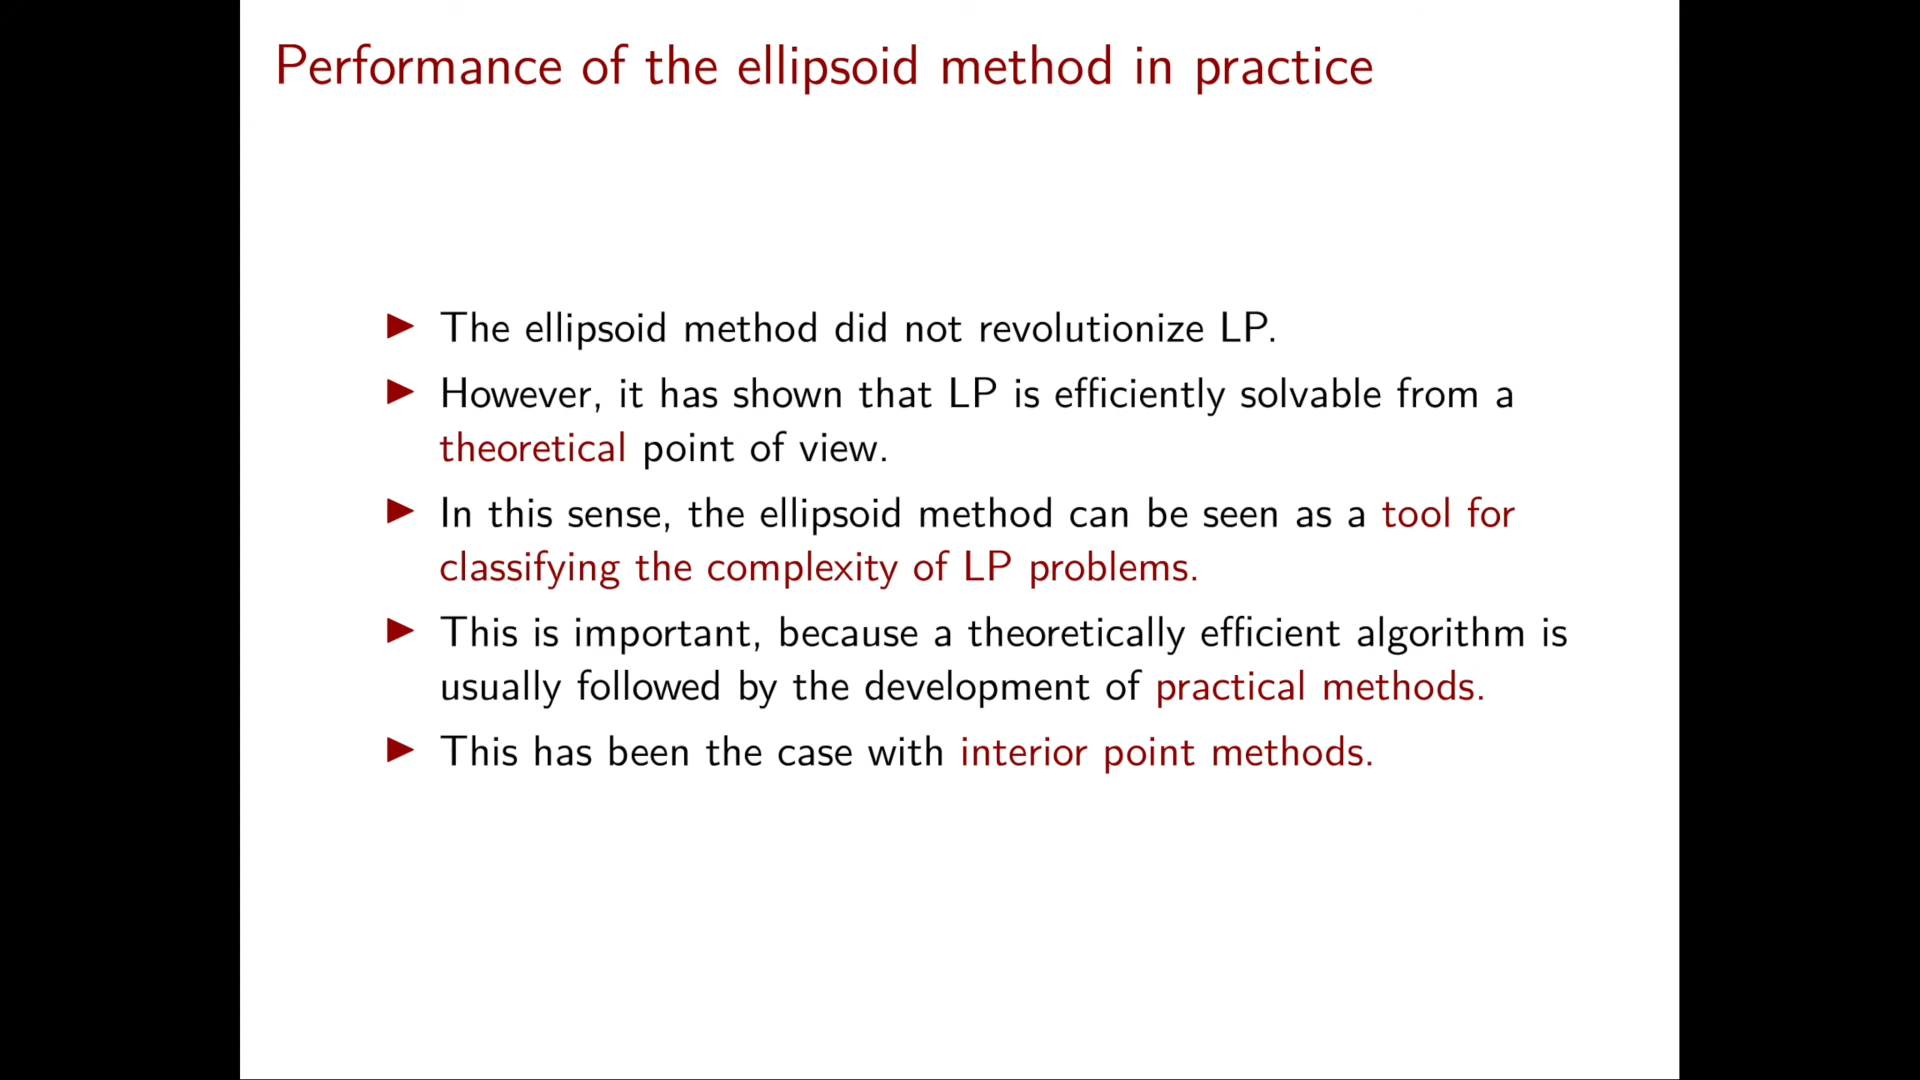 Performance of the ellipsoid method in practice
▶ The ellipsoid method did not revolutionize LP.
▶ However, it has shown that LP is efficiently solvable from a
theoretical point of view.
▶ In this sense, the ellipsoid method can be seen as a tool for
classifying the complexity of LP problems.
▶ This is important, because a theoretically efficient algorithm is
usually followed by the development of practical methods.
▶ This has been the case with interior point methods.